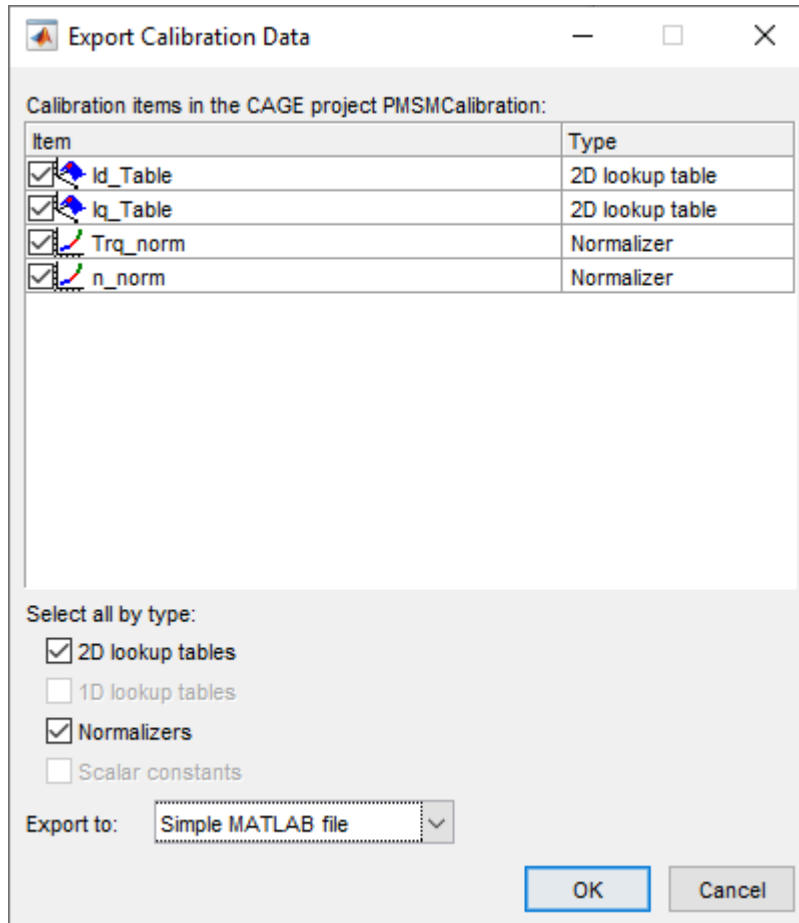 Export Calibration Data
Calibration items in the CAGE project PMSMCalibration:
Item Type
Id_Table 2D lookup table
Iq_Table 2D lookup table
Trq_norm Normalizer
n_norm Normalizer
Select all by type:
2D lookup tables
1D lookup tables
Normalizers
Scalar constants
Export to: Simple MATLAB file
OK Cancel